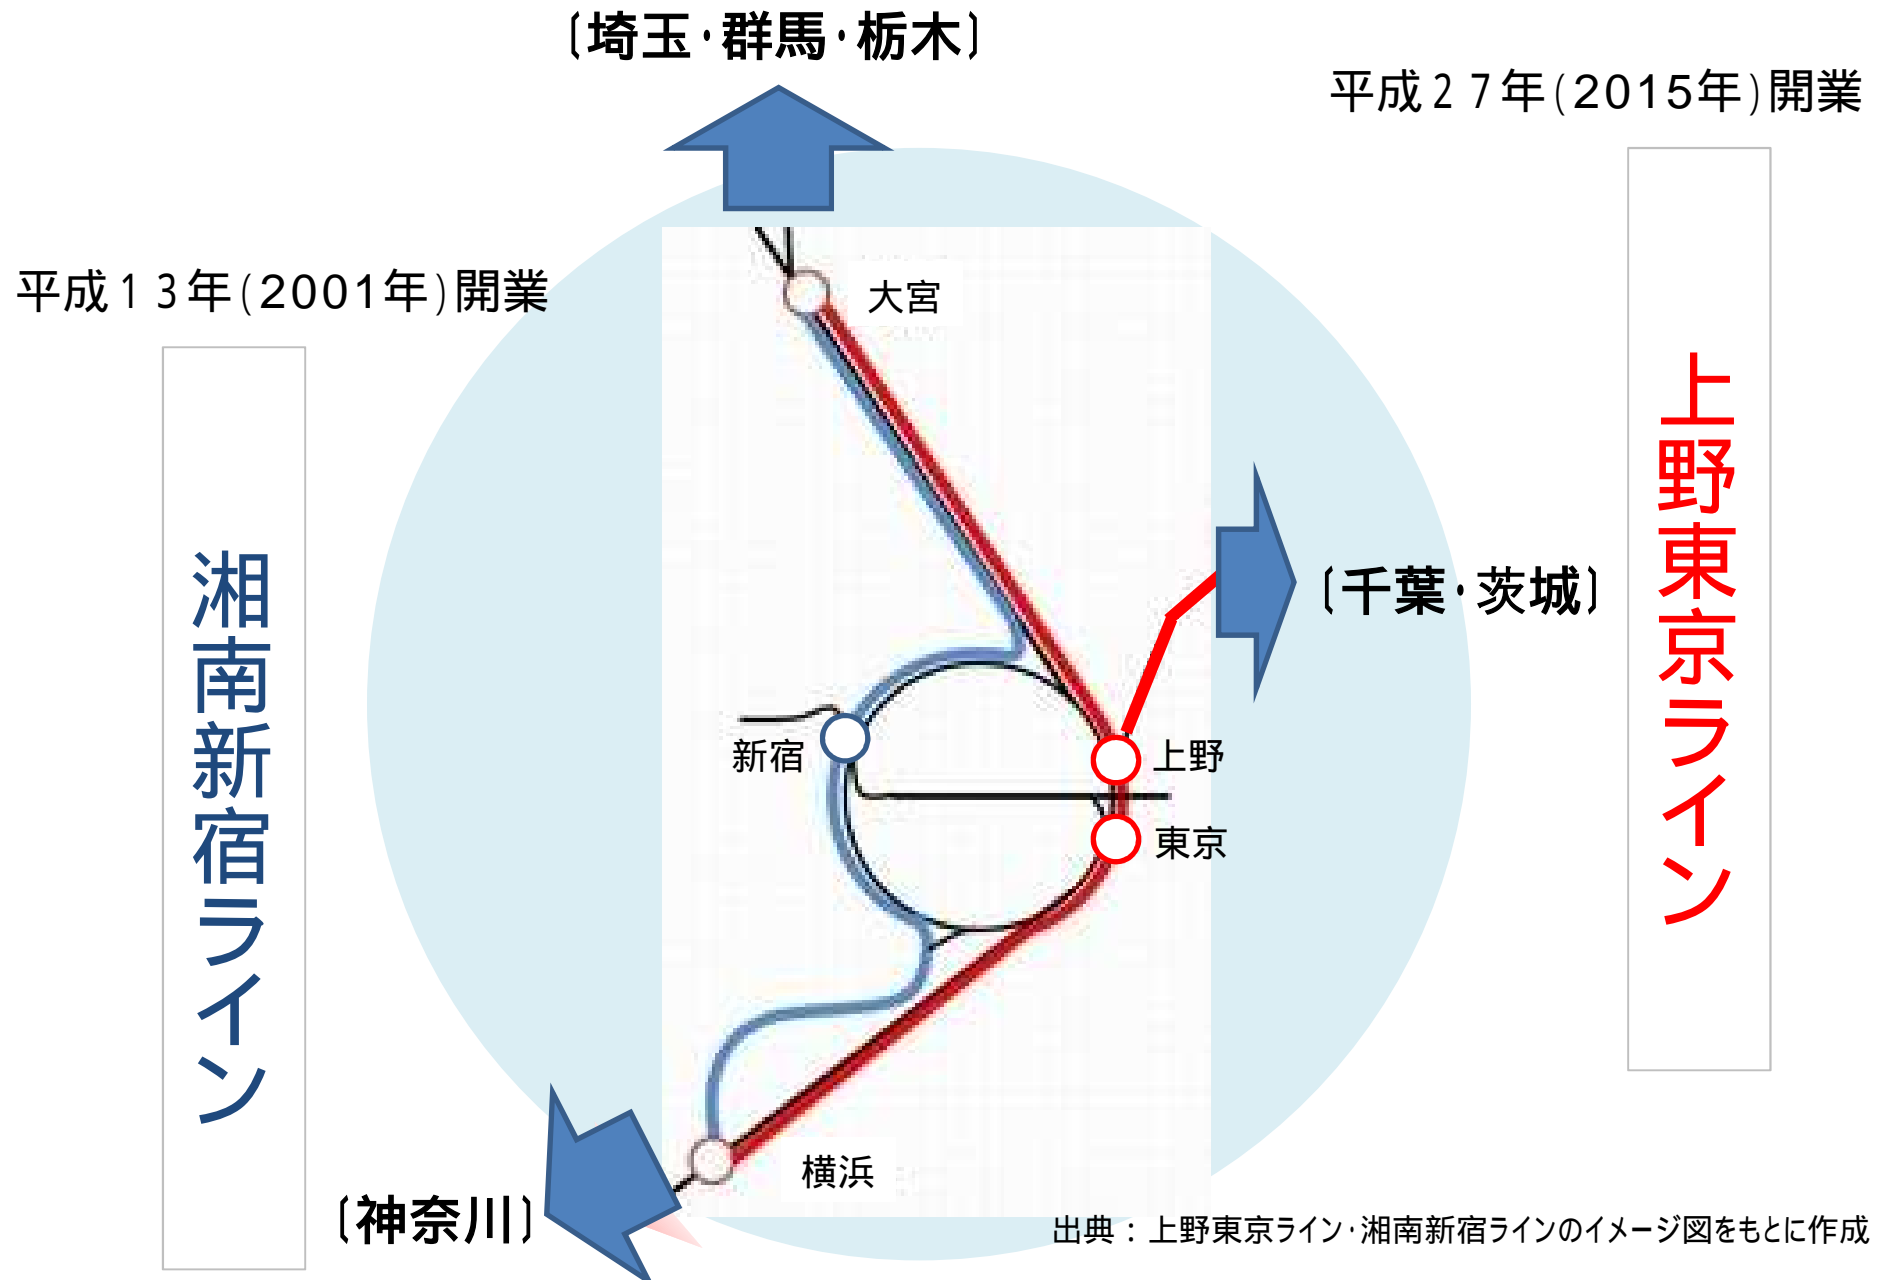 〔埼玉・群馬・栃木〕
平成２７年(2015年)開業
平成１３年(2001年)開業
大宮
上野東京ライン
湘南新宿ライン
〔千葉・茨城〕
新宿
上野
東京
横浜
〔神奈川〕
出典：上野東京ライン・湘南新宿ラインのイメージ図をもとに作成